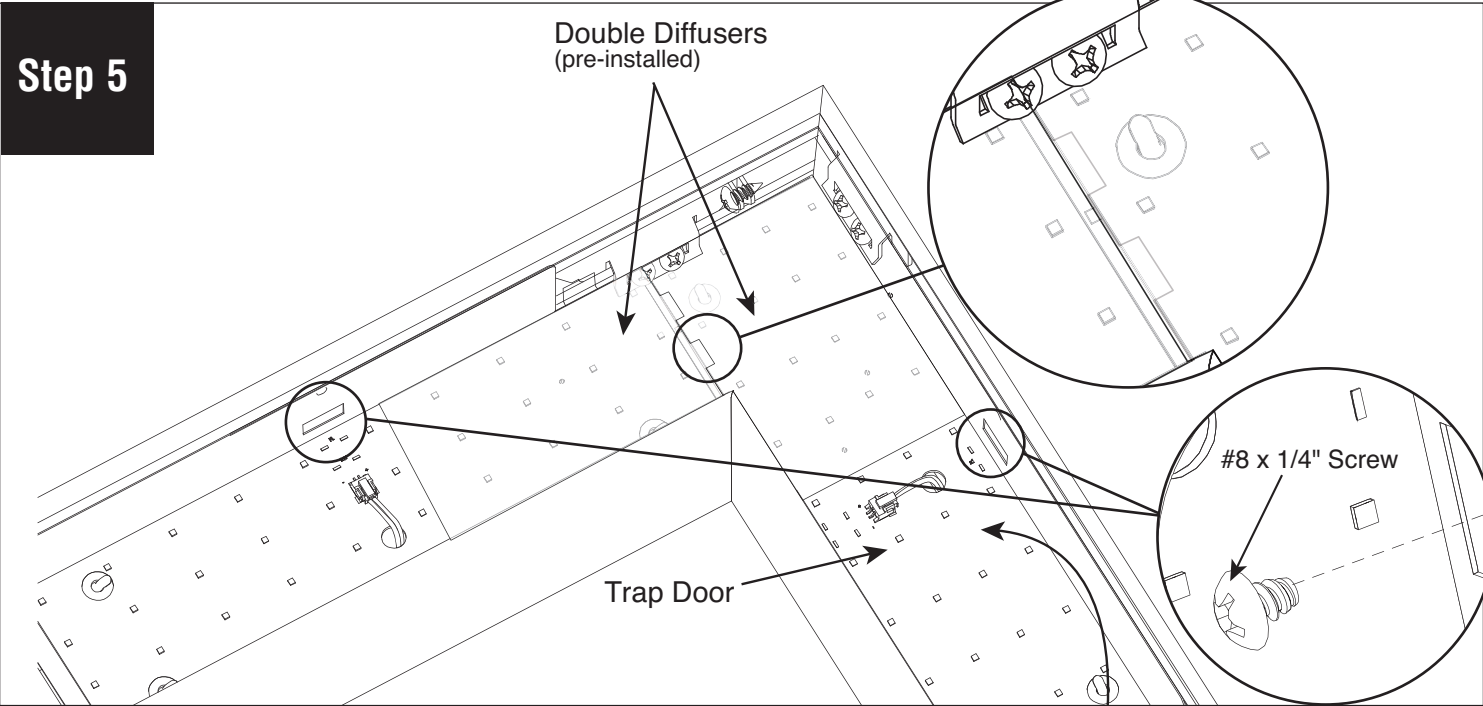 Step 5
Double Diffusers
(pre-installed)
#8 x 1/4" Screw
Trap Door